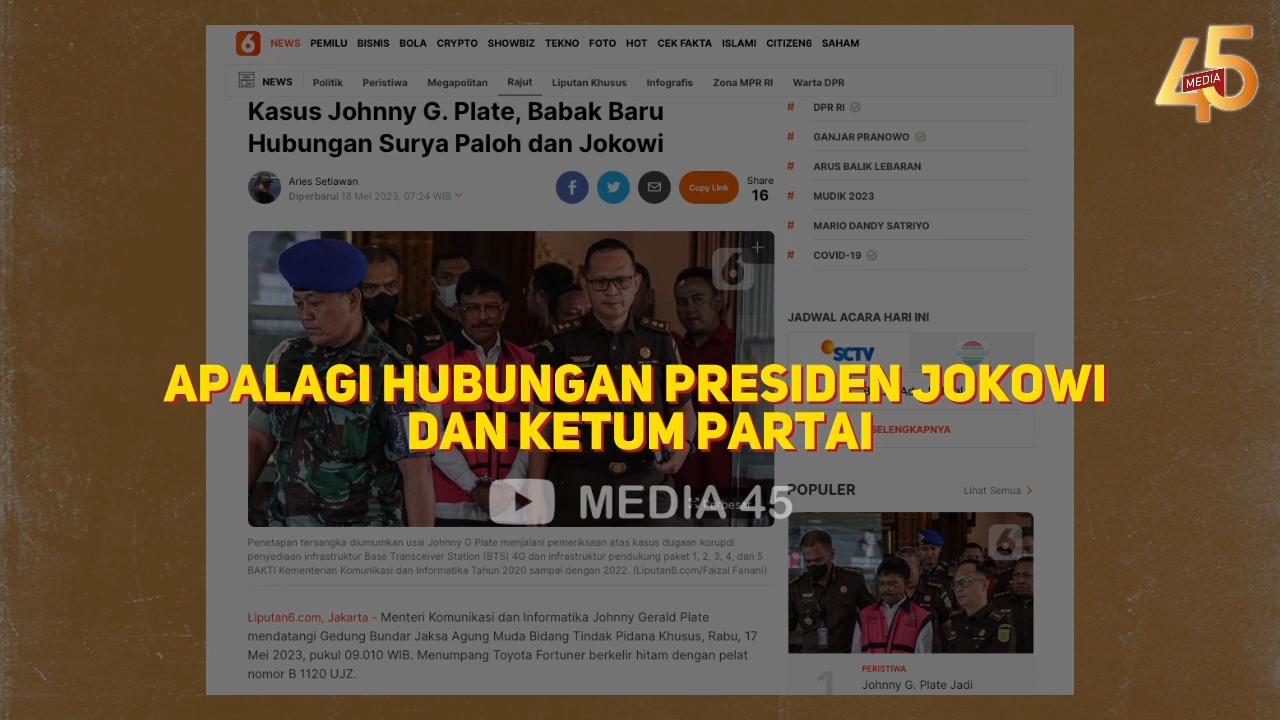 6 NEWS PEMILU BISNIS BOLA CRYPTO SHOWBIZ TEKNO FOTO HOT CEK FAKTA ISLAMI CITIZEN6 SAHAM
45 MEDIA
NEWS Politik Peristiwa Megapolitan Rajut Liputan Khusus Infografis Zona MPR RI Warta DPR
Kasus Johnny G. Plate, Babak Baru
Hubungan Surya Paloh dan Jokowi
Aries Setiawan
Diperbarui 18 Mei 2023, 07:24 WIB
Copy Link
Share
16
# DPR RI
# GANJAR PRANOWO
# ARUS BALIK LEBARAN
# MUDIK 2023
# MARIO DANDY SATRIYO
# COVID-19
JADWAL ACARA HARI INI
SCTV
APALAGI HUBUNGAN PRESIDEN JOKOWI
DAN KETUM PARTAI
SELENGKAPNYA
MEDIA 45
Perbesar
POPULER
Lihat Semua
Penetapan tersangka diumumkan usai Johnny G Plate menjalani pemeriksaan atas kasus dugaan korupdi
penyediaan infrastruktur Base Transceiver Station (BTS) 4G dan infrastruktur pendukung paket 1, 2, 3, 4, dan 5
BAKTI Kementerian Komunikasi dan Informatika Tahun 2020 sampai dengan 2022. (Liputan6.com/Faizal Fanani)
Liputan6.com, Jakarta - Menteri Komunikasi dan Informatika Johnny Gerald Plate
mendatangi Gedung Bundar Jaksa Agung Muda Bidang Tindak Pidana Khusus, Rabu, 17
Mei 2023, pukul 09.010 WIB. Menumpang Toyota Fortuner berkelir hitam dengan pelat
nomor B 1120 UJZ.
1
PERISTIWA
Johnny G. Plate Jadi